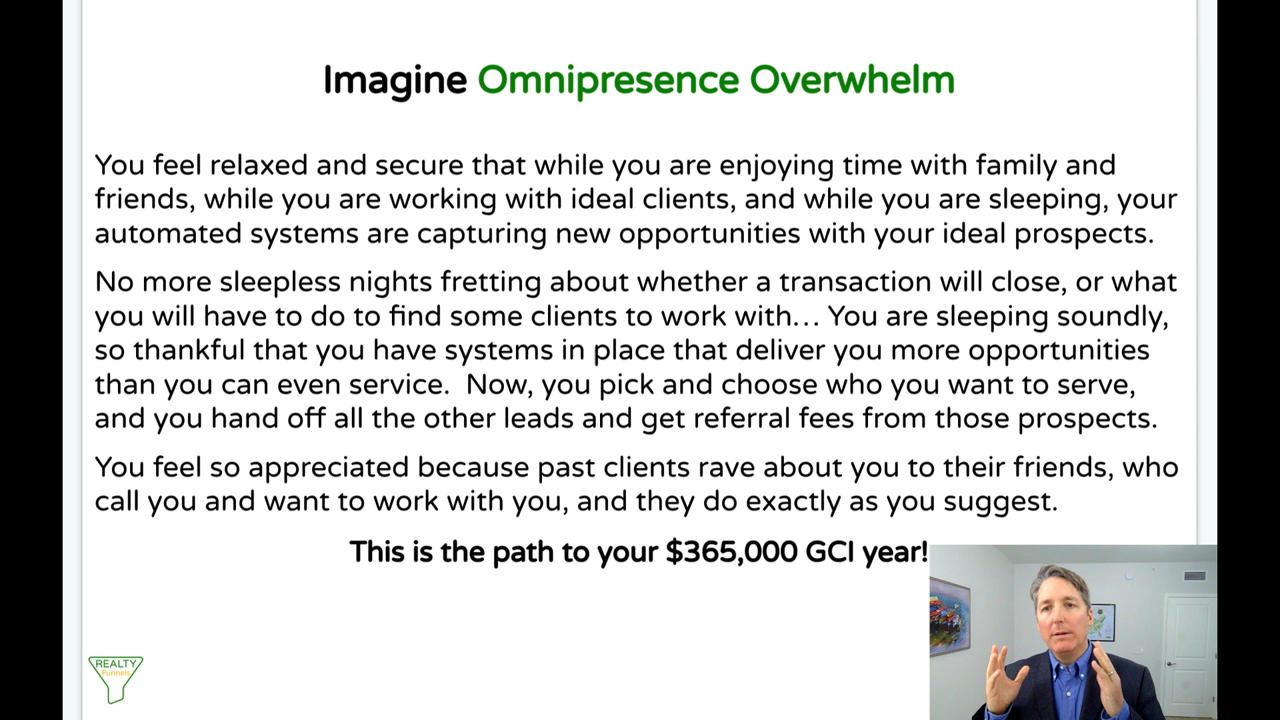 Imagine Omnipresence Overwhelm
You feel relaxed and secure that while you are enjoying time with family and
friends, while you are working with ideal clients, and while you are sleeping, your
automated systems are capturing new opportunities with your ideal prospects.
No more sleepless nights fretting about whether a transaction will close, or what
you will have to do to find some clients to work with... You are sleeping soundly,
so thankful that you have systems in place that deliver you more opportunities
than you can even service.  Now, you pick and choose who you want to serve,
and you hand off all the other leads and get referral fees from those prospects.
You feel so appreciated because past clients rave about you to their friends, who
call you and want to work with you, and they do exactly as you suggest.
This is the path to your $365,000 GCI year!
REALTY
Funnels